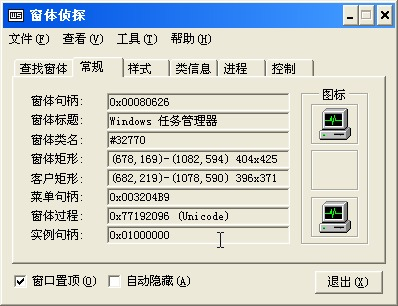 WS 窗体侦探
文件(F) 查看(V) 工具(T) 帮助(H)
查找窗体 常规 样式 类信息 进程 控制
窗体句柄: 0x00080626
窗体标题: Windows 任务管理器
窗体类名: #32770
窗体矩形: (678,169)-(1082,594) 404x425
客户矩形: (682,219)-(1078,590) 396x371
菜单句柄: 0x003204B9
窗体过程: 0x77192096 (Unicode)
实例句柄: 0x01000000
图标
窗口置顶(O) 自动隐藏(A) 退出(X)